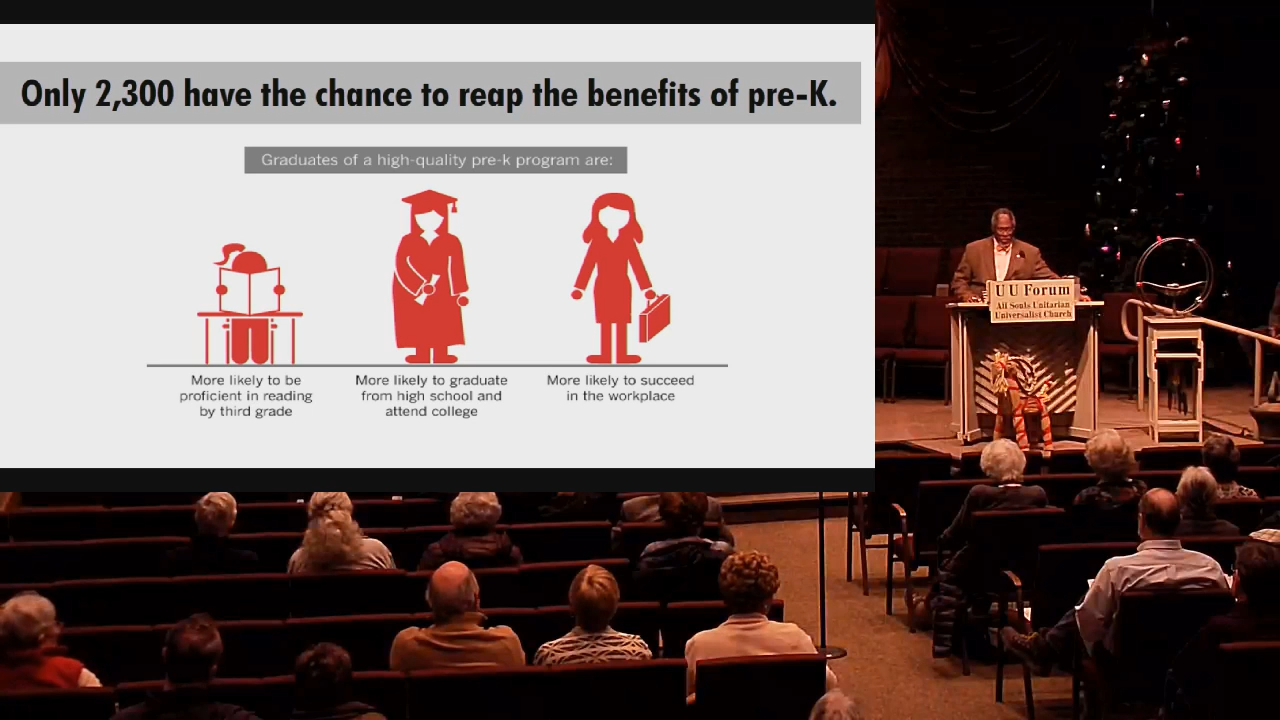 Only 2,300 have the chance to reap the benefits of pre-K.
Graduates of a high-quality pre-k program are:
More likely to be
proficient in reading
by third grade
More likely to graduate
from high school and
attend college
More likely to succeed
in the workplace
UU Forum
All Souls Unitarian
Universalist Church